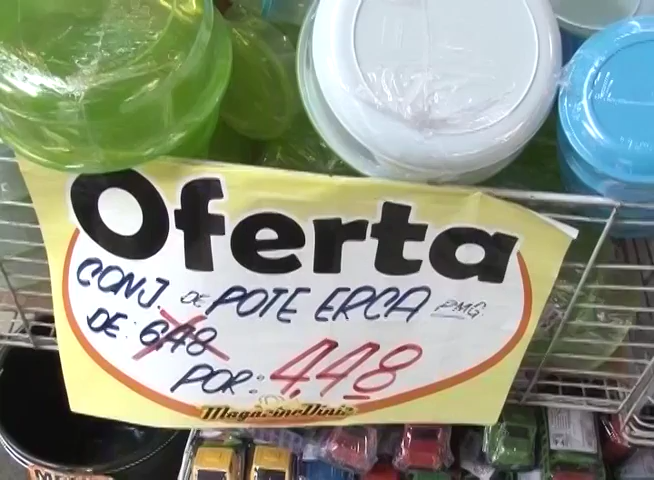 Oferta
CONJ. DE POTE ERCA PMG
DE: 6,48
POR: 4,48
MagazineDinis